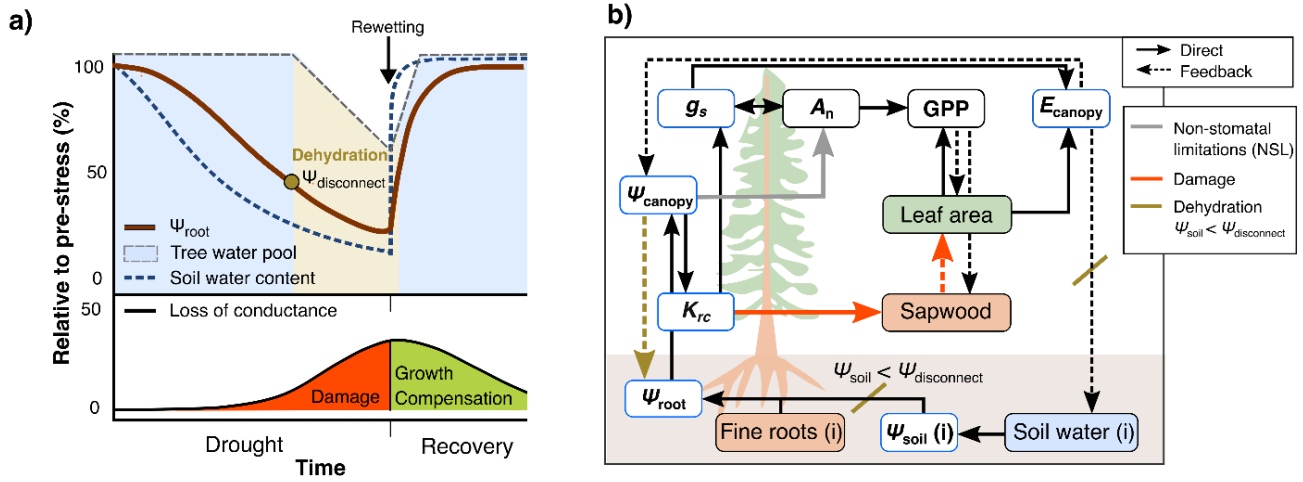 a)
Rewetting
Relative to pre-stress (%)
100
50
0
Dehydration
Ψdisconnect
Ψroot
Tree water pool
Soil water content
50
0
Loss of conductance
Damage
Growth
Compensation
Drought
Recovery
Time
b)
Direct
Feedback
Non-stomatal
limitations (NSL)
Damage
Dehydration
Ψsoil < Ψdisconnect
gs
An
GPP
Ecanopy
Ψcanopy
Leaf area
Krc
Sapwood
Ψsoil < Ψdisconnect
Ψroot
Fine roots (i)
Ψsoil (i)
Soil water (i)